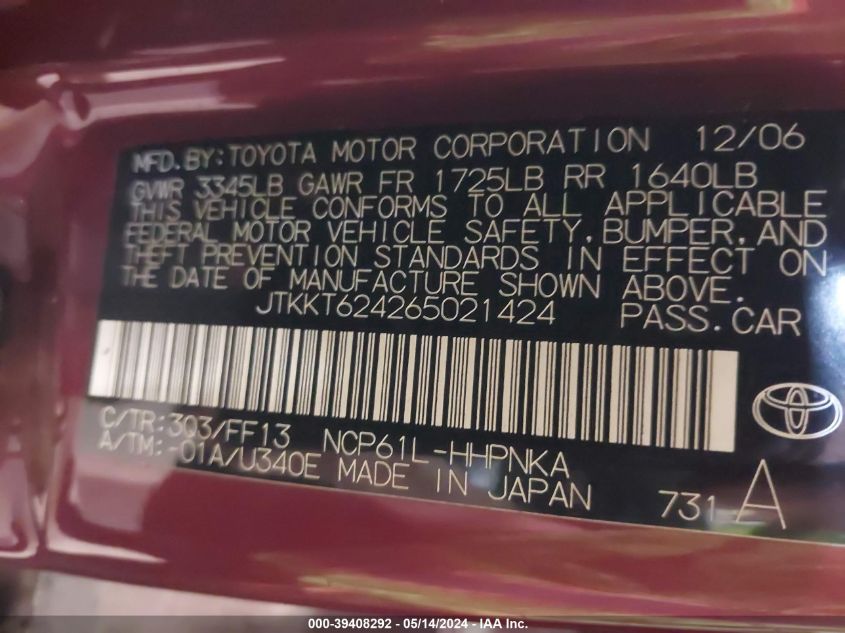 MFD. BY: TOYOTA MOTOR CORPORATION 12/06
GVWR 3345LB GAWR FR 1725LB RR 1640LB
THIS VEHICLE CONFORMS TO ALL APPLICABLE
FEDERAL MOTOR VEHICLE SAFETY, BUMPER, AND
THEFT PREVENTION STANDARDS IN EFFECT ON
THE DATE OF MANUFACTURE SHOWN ABOVE.
JTKKT624265021424 PASS. CAR
C/TR: 303/FF13 NCP61L-HHPNKA
A/TM: -01A/U340E MADE IN JAPAN 731 A
000-39408292 - 05/14/2024 - IAA Inc.